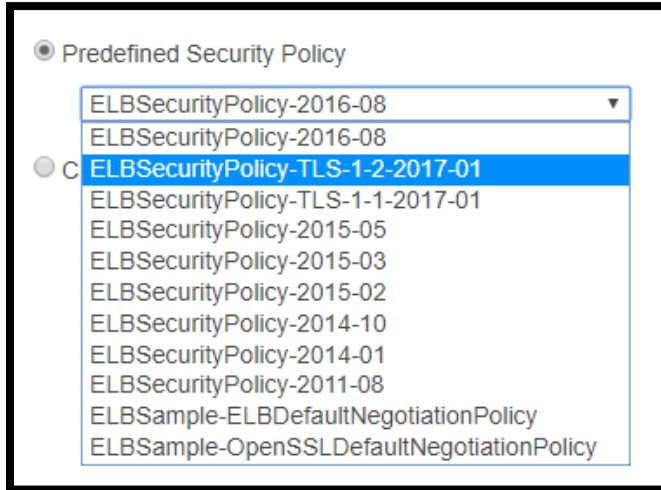 Predefined Security Policy
ELBSecurityPolicy-2016-08
ELBSecurityPolicy-2016-08
C
ELBSecurityPolicy-TLS-1-2-2017-01
ELBSecurityPolicy-TLS-1-1-2017-01
ELBSecurityPolicy-2015-05
ELBSecurityPolicy-2015-03
ELBSecurityPolicy-2015-02
ELBSecurityPolicy-2014-10
ELBSecurityPolicy-2014-01
ELBSecurityPolicy-2011-08
ELBSample-ELBDefaultNegotiationPolicy
ELBSample-OpenSSLDefaultNegotiationPolicy